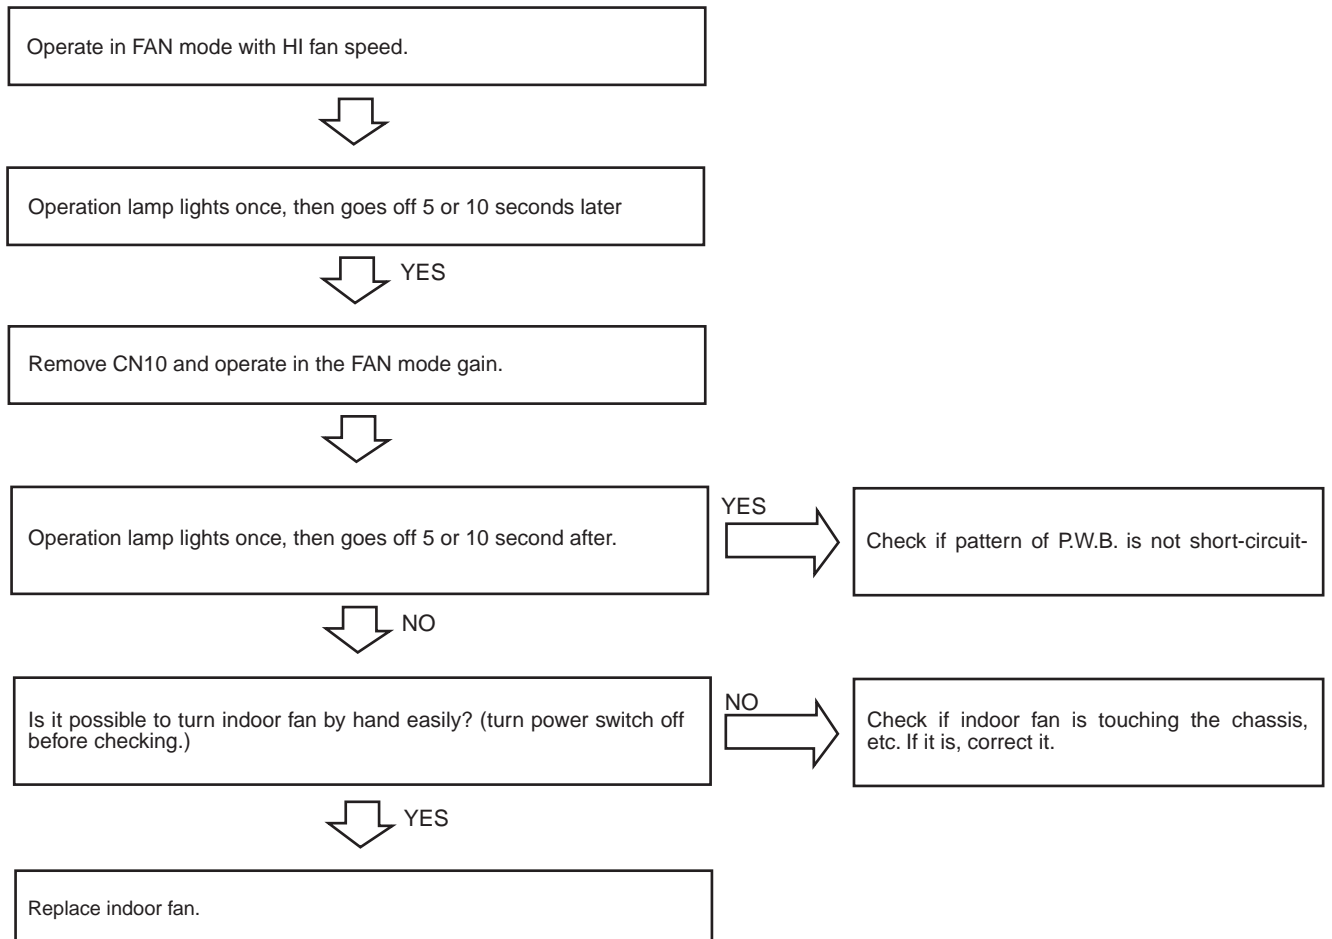 Operate in FAN mode with HI fan speed.
Operation lamp lights once, then goes off 5 or 10 seconds later
YES
Remove CN10 and operate in the FAN mode gain.
Operation lamp lights once, then goes off 5 or 10 second after.
YES
Check if pattern of P.W.B. is not short-circuit-
NO
Is it possible to turn indoor fan by hand easily? (turn power switch off
before checking.)
NO
Check if indoor fan is touching the chassis,
etc. If it is, correct it.
YES
Replace indoor fan.